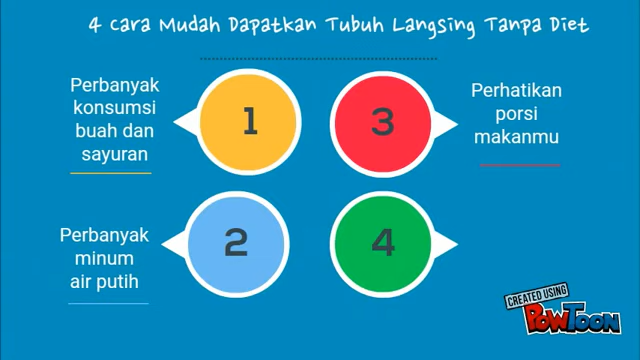 4 Cara Mudah Dapatkan Tubuh Langsing Tanpa Diet
Perbanyak
konsumsi
buah dan
sayuran
1
Perbanyak
minum
air putih
2
3
Perhatikan
porsi
makanmu
4
CREATED USING
POWTOON